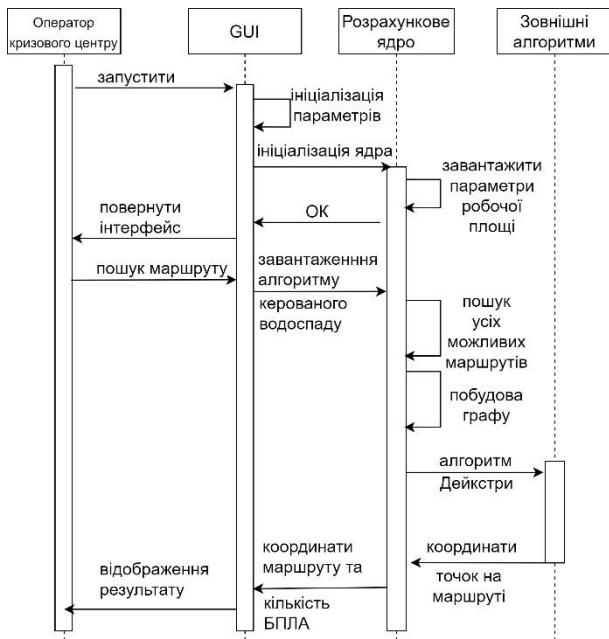 Оператор
кризового центру
GUI
Розрахункове
ядро
Зовнішні
алгоритми
запустити
ініціалізація
параметрів
ініціалізація ядра
завантажити
параметри
робочої
площі
ОК
повернути
інтерфейс
пошук маршруту
завантаженння
алгоритму
керованого
водоспаду
пошук
усіх
можливих
маршрутів
побудова
графу
алгоритм
Дейкстри
координати
точок на
маршруті
координати
маршруту та
кількість
БПЛА
відображення
результату